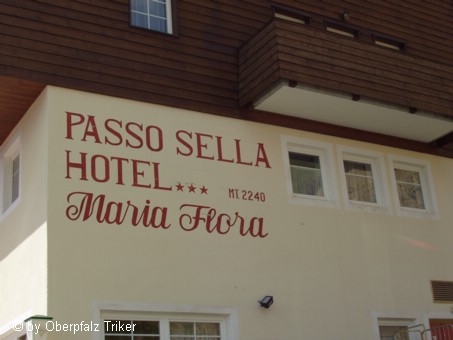 PASSO SELLA
HOTEL ★★★ MT. 2240
Maria Flora
© by Oberpfalz Triker